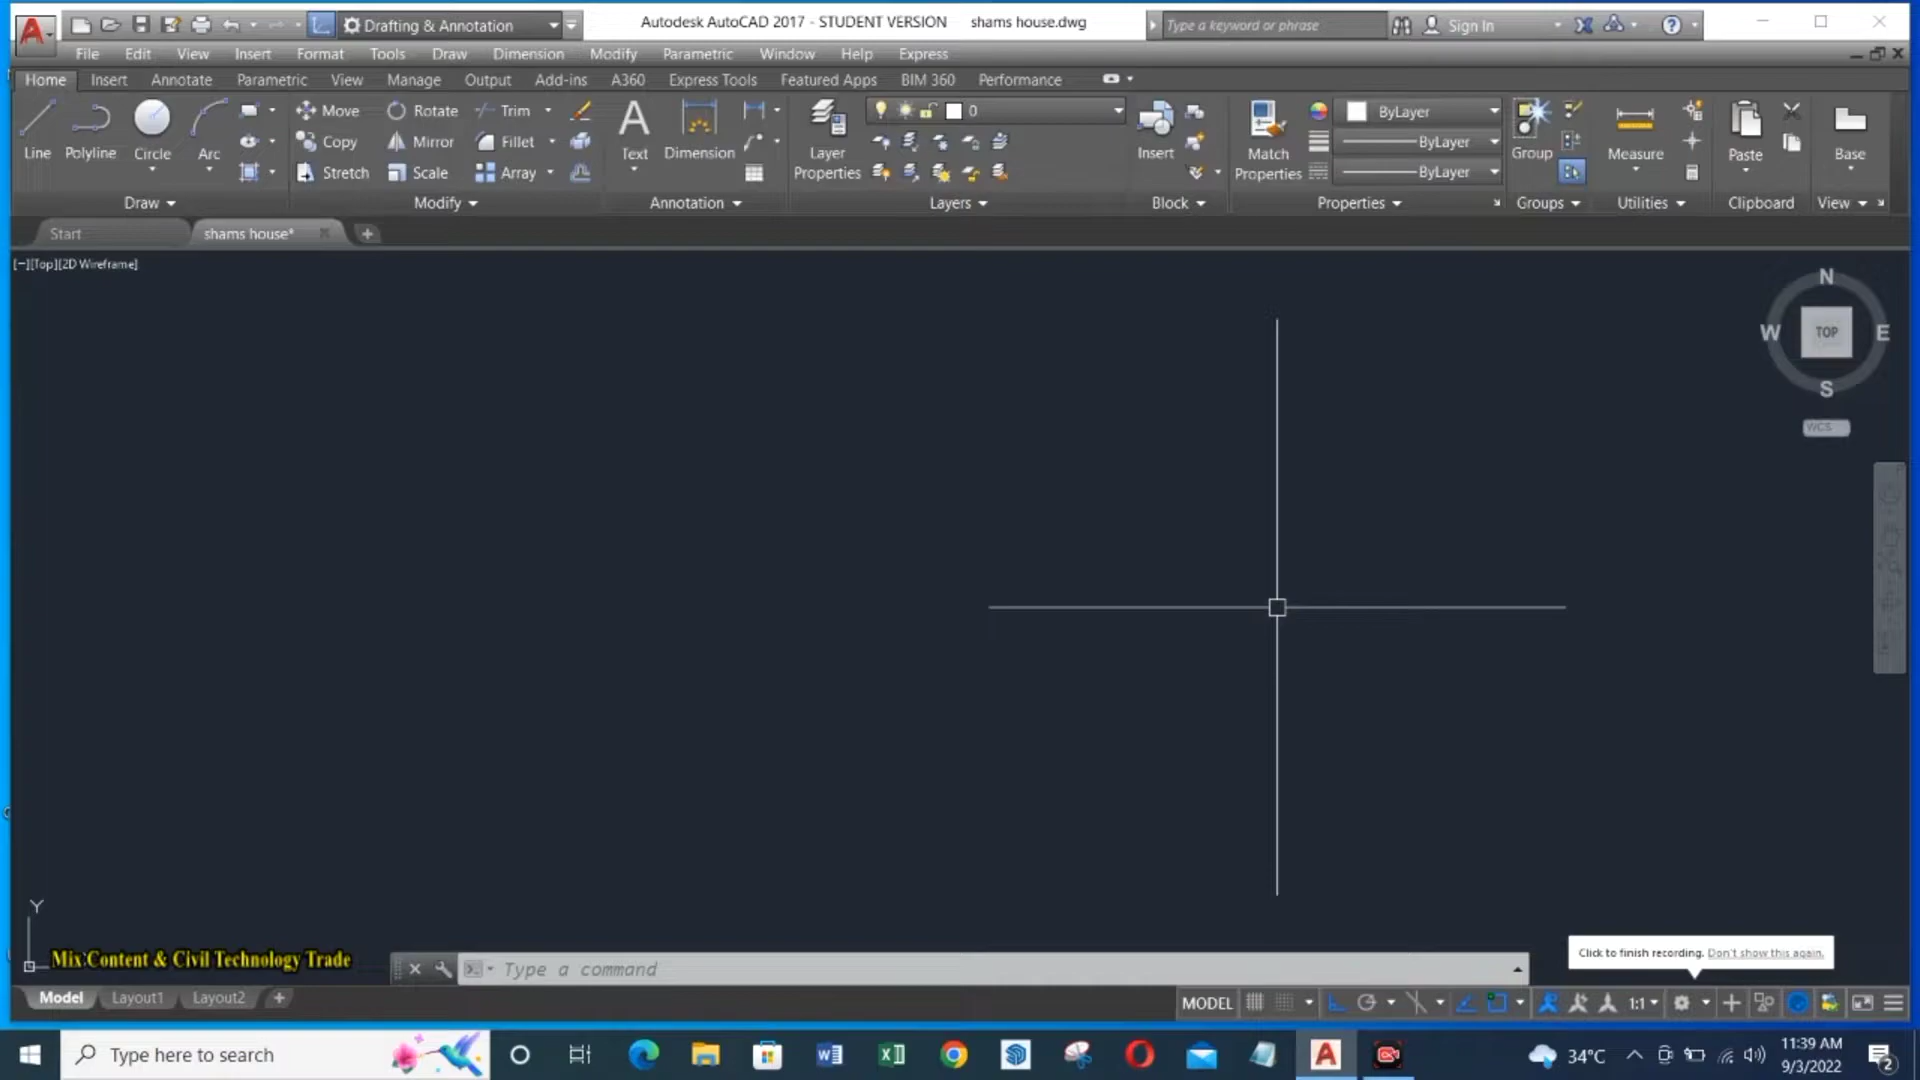 Drafting & Annotation
Autodesk AutoCAD 2017 - STUDENT VERSION shams house.dwg
Type a keyword or phrase
Sign In
File Edit View Insert Format Tools Draw Dimension Modify Parametric Window Help Express
Home Insert Annotate Parametric View Manage Output Add-ins A360 Express Tools Featured Apps BIM 360 Performance
Line
Polyline
Circle
Arc
Move Rotate Trim
Copy Mirror Fillet
Stretch Scale Array
Text
Dimension
Layer
Properties
0
Insert
Match
Properties
ByLayer
ByLayer
ByLayer
Group
Measure
Paste
Base
Draw Modify Annotation Layers Block Properties Groups Utilities Clipboard View
Start shams house*
[−][Top][2D Wireframe]
N
W TOP E
S
WCS
Y
Mix Content & Civil Technology Trade
Type a command
Click to finish recording. Don't show this again.
Model Layout1 Layout2
MODEL 1:1
Type here to search
34°C
11:39 AM
9/3/2022
2